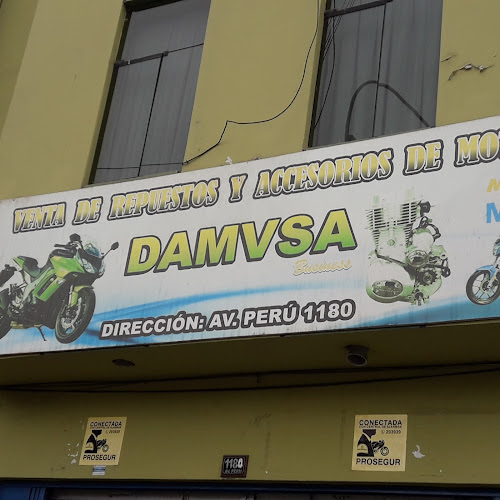 VENTA DE REPUESTOS Y ACCESORIOS DE MO
DAMVSA
DIRECCIÓN: AV. PERÚ 1180
CONECTADA
PROSEGUR
1180
CONECTADA
PROSEGUR